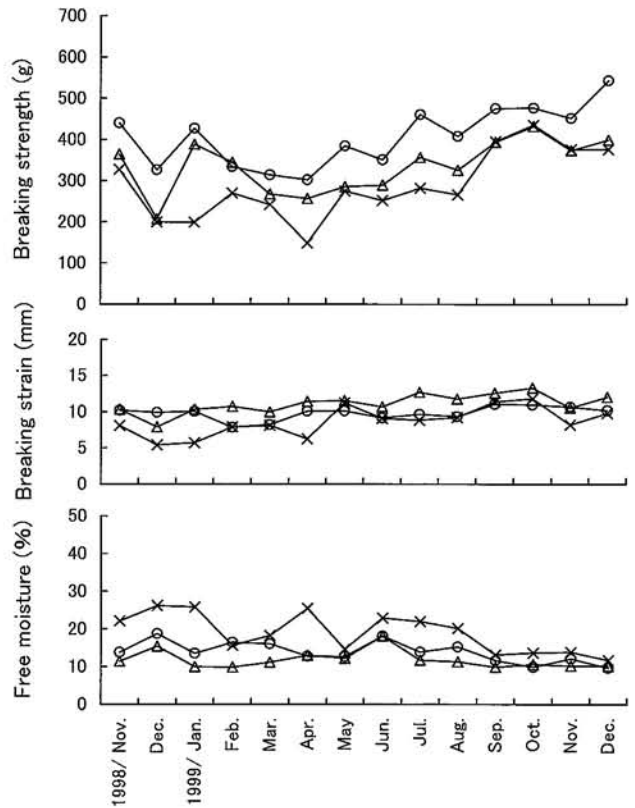 Breaking strength (g)
700
600
500
400
300
200
100
0
Breaking strain (mm)
20
15
10
5
0
Free moisture (%)
50
40
30
20
10
0
1998/ Nov.
Dec.
1999/ Jan.
Feb.
Mar.
Apr.
May
Jun.
Jul.
Aug.
Sep.
Oct.
Nov.
Dec.